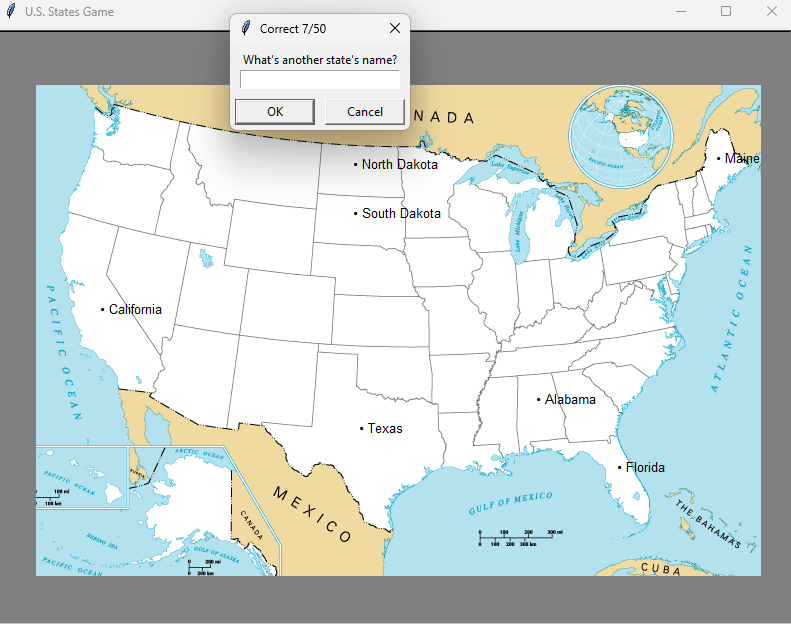 U.S. States Game
Correct 7/50
What's another state's name?
OK
Cancel
NADA
North Dakota
Maine
South Dakota
Lake Superior
Lake Michigan
PACIFIC OCEAN
California
PACIFIC OCEAN
ATLANTIC OCEAN
Alabama
Texas
Florida
ARCTIC OCEAN
PACIFIC OCEAN
RUSSIA
100 mi
100 km
BERING SEA
CANADA
GULF OF ALASKA
PACIFIC OCEAN
0 200 mi
0 200 km
MEXICO
GULF OF MEXICO
0 100 200 300 mi
0 100 200 300 km
THE BAHAMAS
CUBA